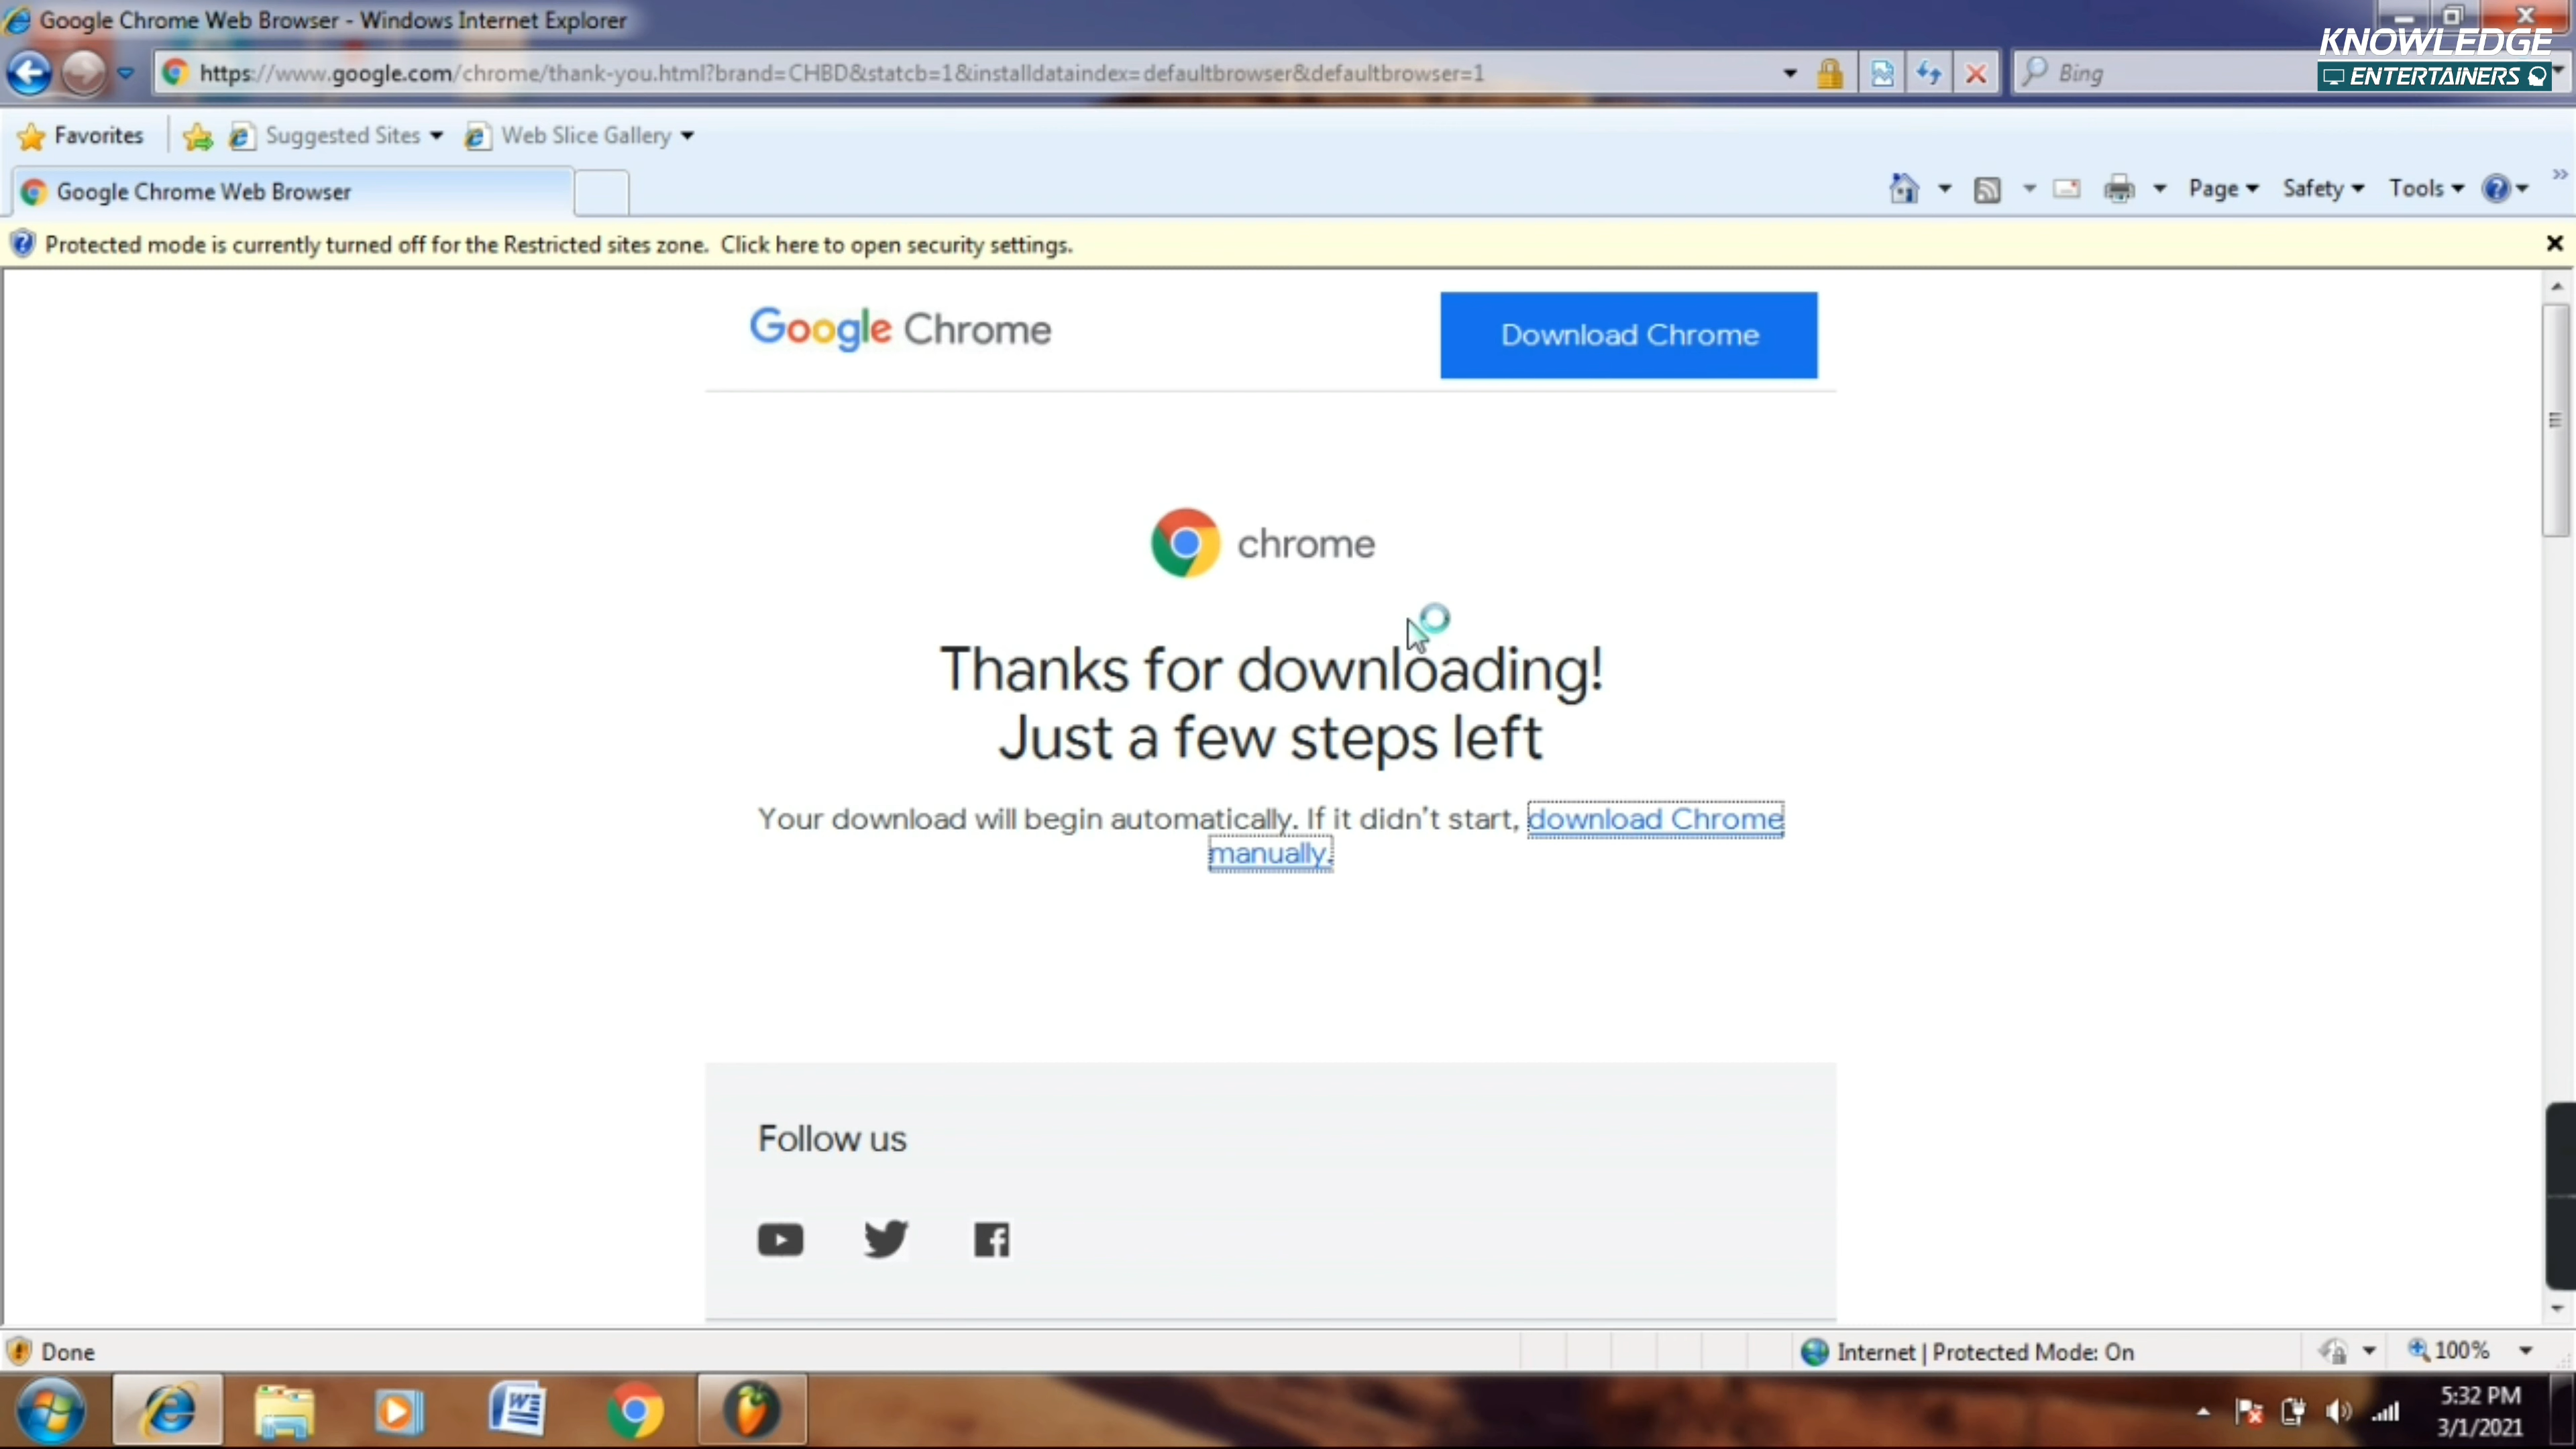 Google Chrome Web Browser - Windows Internet Explorer
KNOWLEDGE
ENTERTAINERS
https://www.google.com/chrome/thank-you.html?brand=CHBD&statcb=1&installdataindex=defaultbrowser&defaultbrowser=1
Bing
Favorites
Suggested Sites
Web Slice Gallery
Google Chrome Web Browser
Page
Safety
Tools
Protected mode is currently turned off for the Restricted sites zone. Click here to open security settings.
Google Chrome
Download Chrome
chrome
Thanks for downloading!
Just a few steps left
Your download will begin automatically. If it didn't start, download Chrome
manually.
Follow us
Done
Internet | Protected Mode: On
100%
5:32 PM
3/1/2021